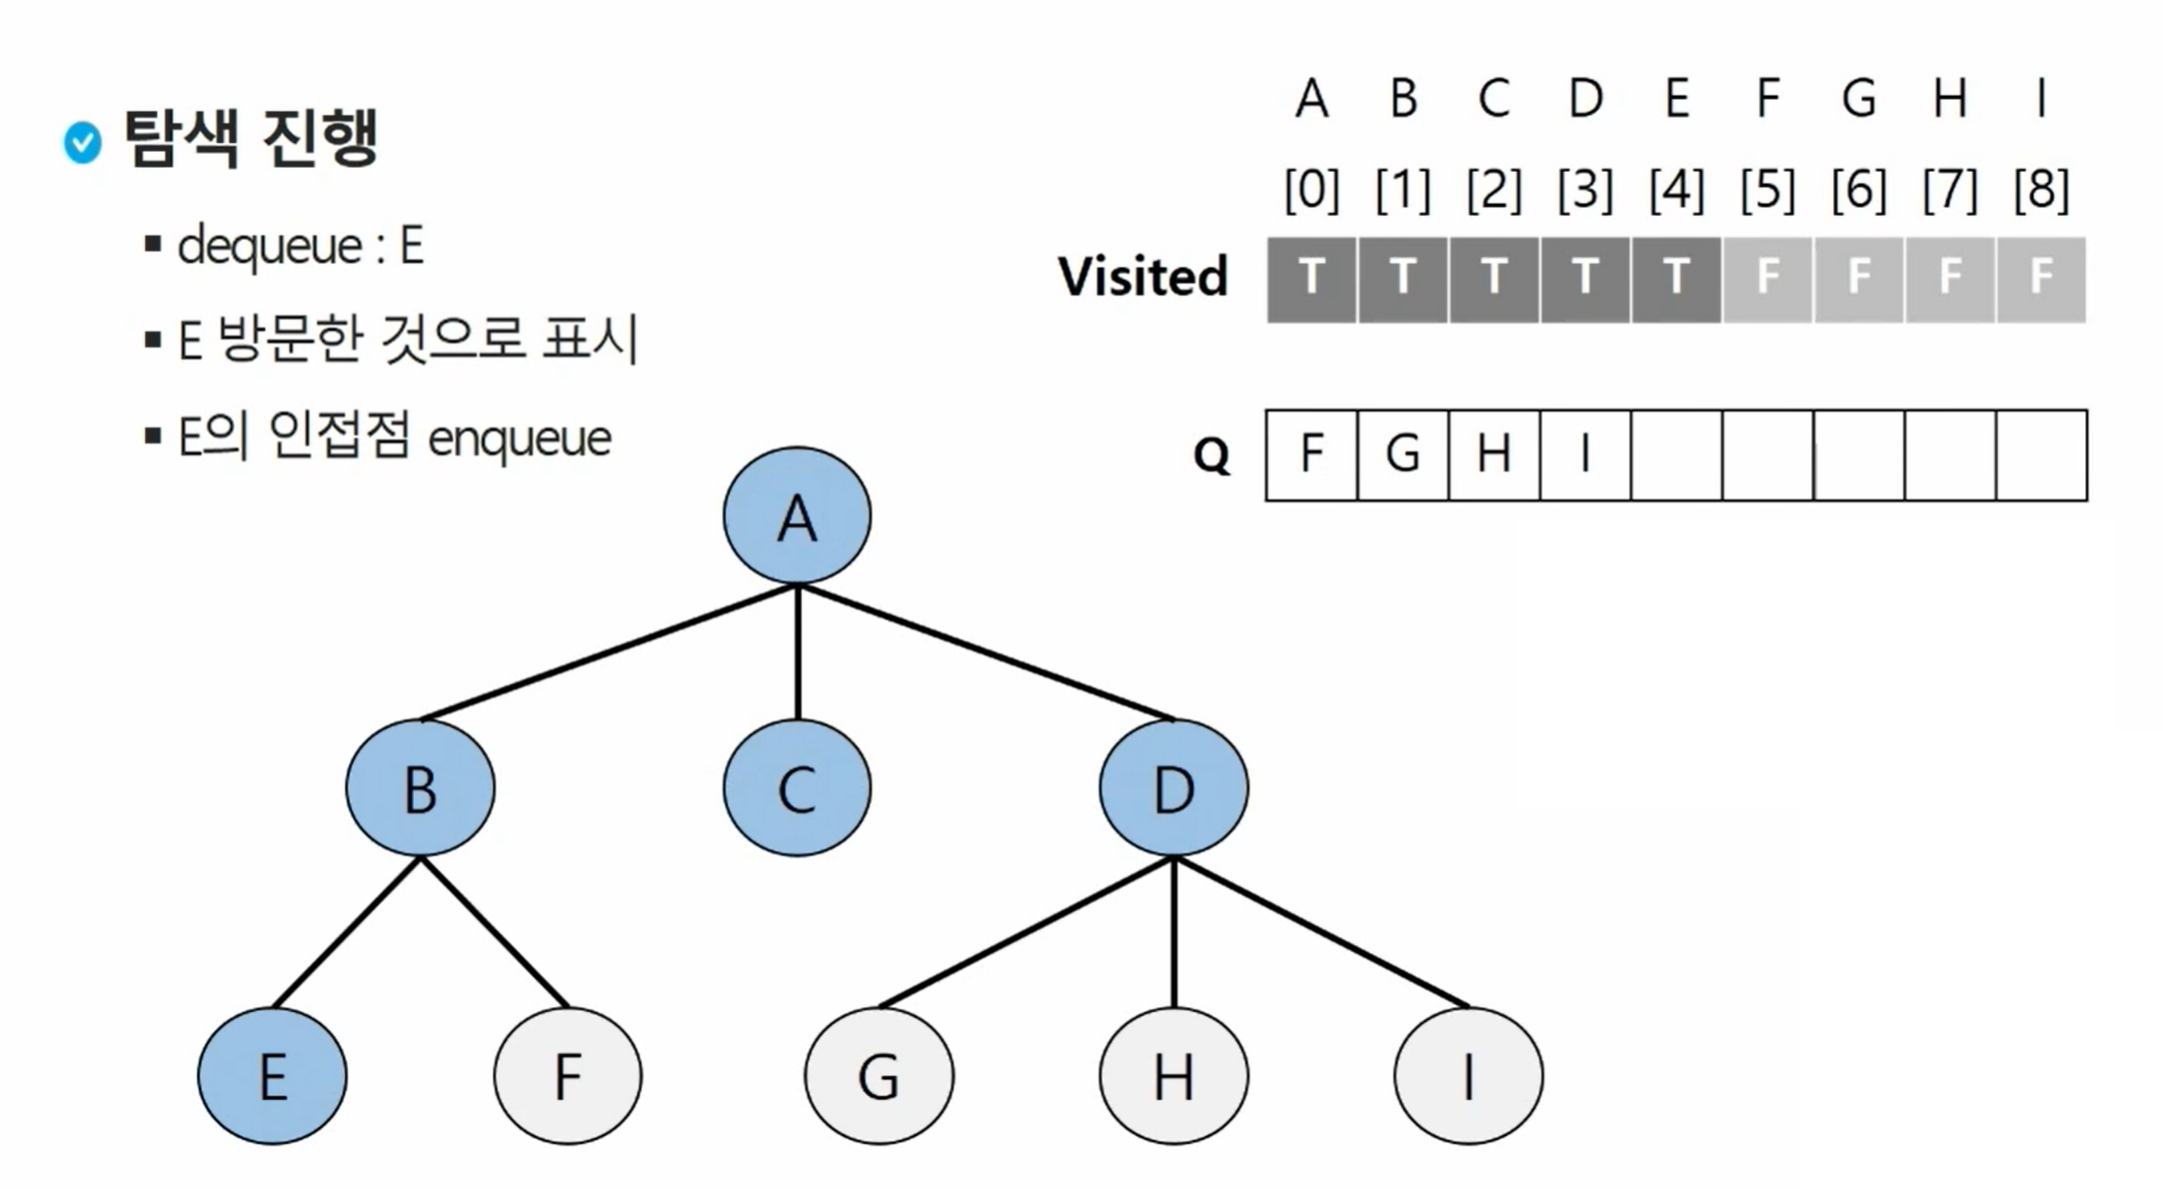 탐색 진행
dequeue : E
E 방문한 것으로 표시
E의 인접점 enqueue
A B C D E F G H I
[0] [1] [2] [3] [4] [5] [6] [7] [8]
Visited T T T T T F F F F
Q F G H I
A
B C D
E F G H I